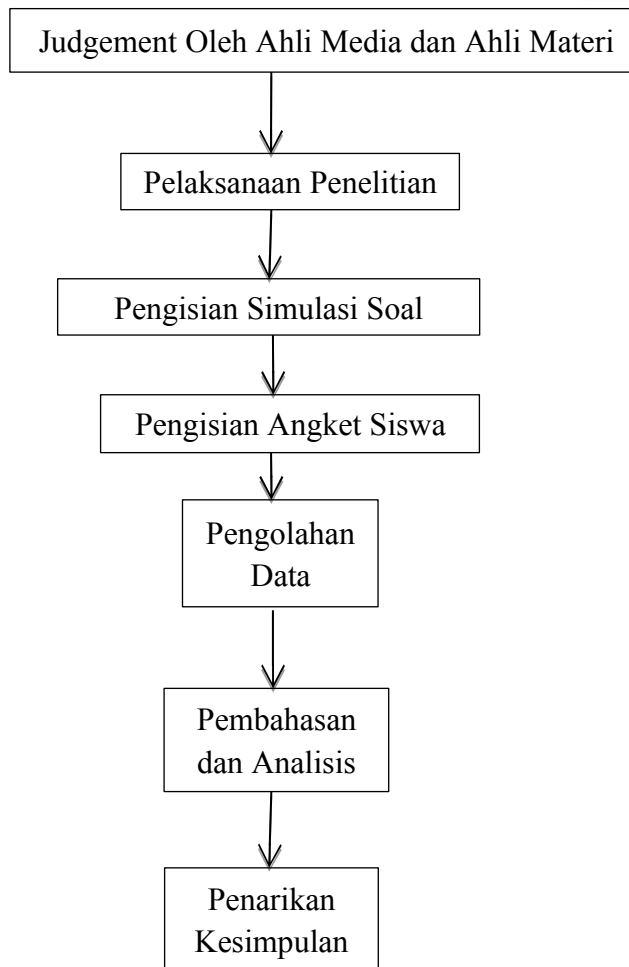 Judgement Oleh Ahli Media dan Ahli Materi
Pelaksanaan Penelitian
Pengisian Simulasi Soal
Pengisian Angket Siswa
Pengolahan
Data
Pembahasan
dan Analisis
Penarikan
Kesimpulan